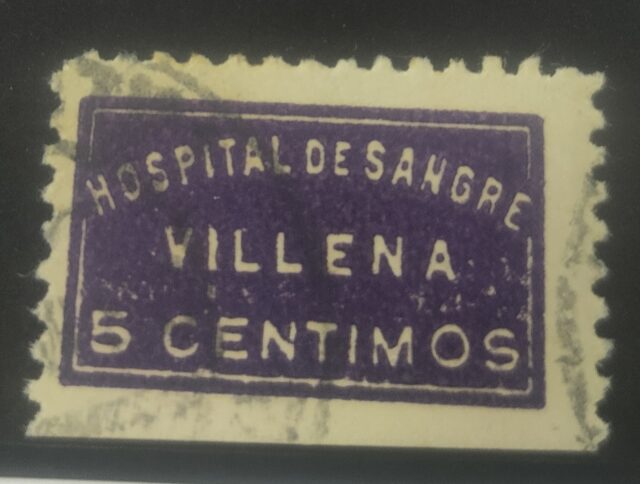 HOSPITAL DE SANGRE
VILLENA
5 CENTIMOS